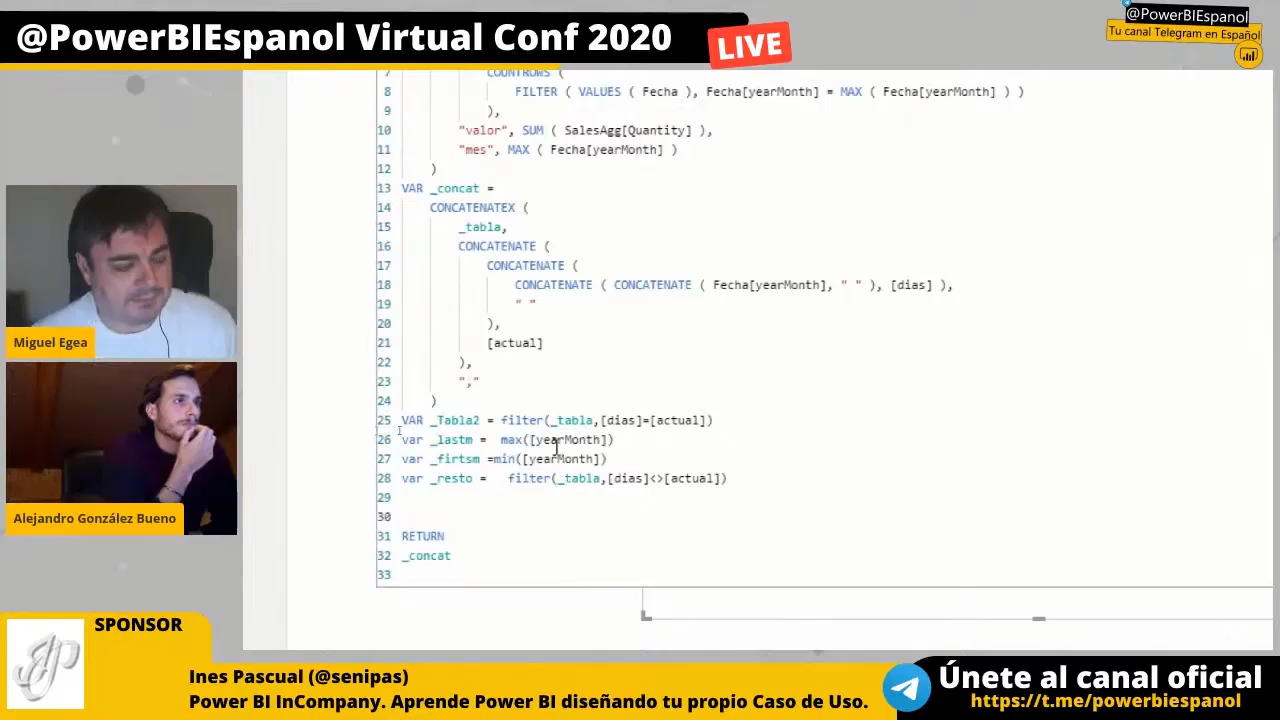 @PowerBIEspanol Virtual Conf 2020
LIVE
@PowerBIEspanol
Tu canal Telegram en Español
7 COUNTROWS (
8 FILTER ( VALUES ( Fecha ), Fecha[yearMonth] = MAX ( Fecha[yearMonth] ) )
9 ),
10 "valor", SUM ( SalesAgg[Quantity] ),
11 "mes", MAX ( Fecha[yearMonth] )
12 )
13 VAR _concat =
14 CONCATENATEX (
15 _tabla,
16 CONCATENATE (
17 CONCATENATE (
18 CONCATENATE ( CONCATENATE ( Fecha[yearMonth], " " ), [dias] ),
19 " "
20 ),
21 [actual]
22 ),
23 ","
24 )
25 VAR _Tabla2 = filter(_tabla,[dias]=[actual])
26 var _lastm = max([yearMonth])
27 var _firtsm =min([yearMonth])
28 var _resto = filter(_tabla,[dias]<>[actual])
29
30
31 RETURN
32 _concat
33
Miguel Egea
Alejandro González Bueno
SPONSOR
Ines Pascual (@senipas)
Power BI InCompany. Aprende Power BI diseñando tu propio Caso de Uso.
Únete al canal oficial
https://t.me/powerbiespanol